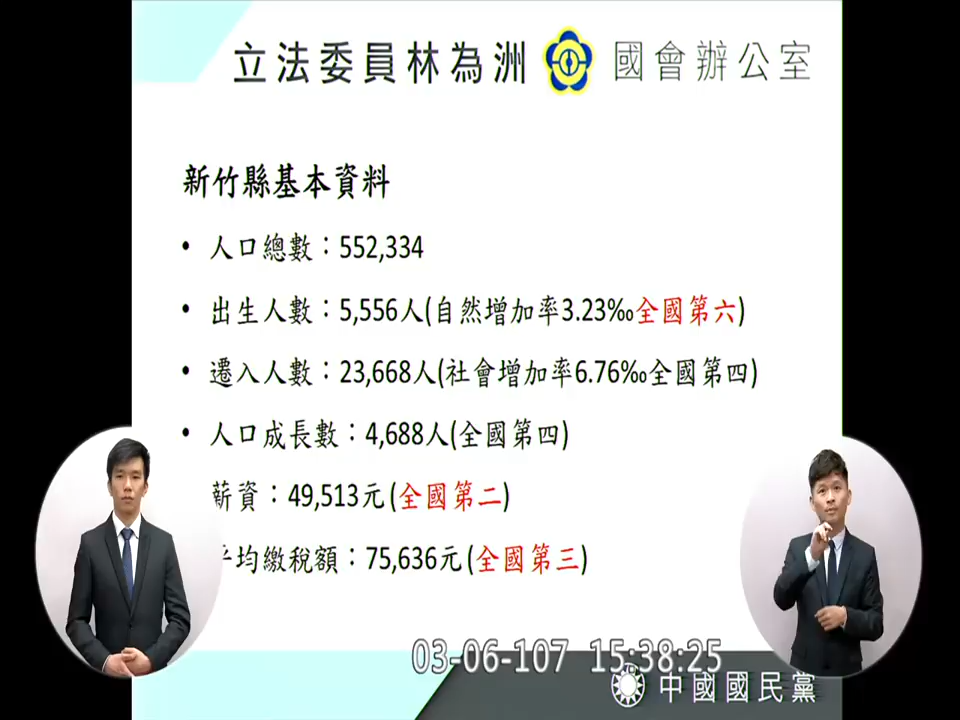 立法委員林為洲 國會辦公室
新竹縣基本資料
• 人口總數：552,334
• 出生人數：5,556人(自然增加率3.23‰全國第六)
• 遷入人數：23,668人(社會增加率6.76‰全國第四)
• 人口成長數：4,688人(全國第四)
薪資：49,513元(全國第二)
平均繳稅額：75,636元(全國第三)
03-06-107 15:38:25
中國國民黨